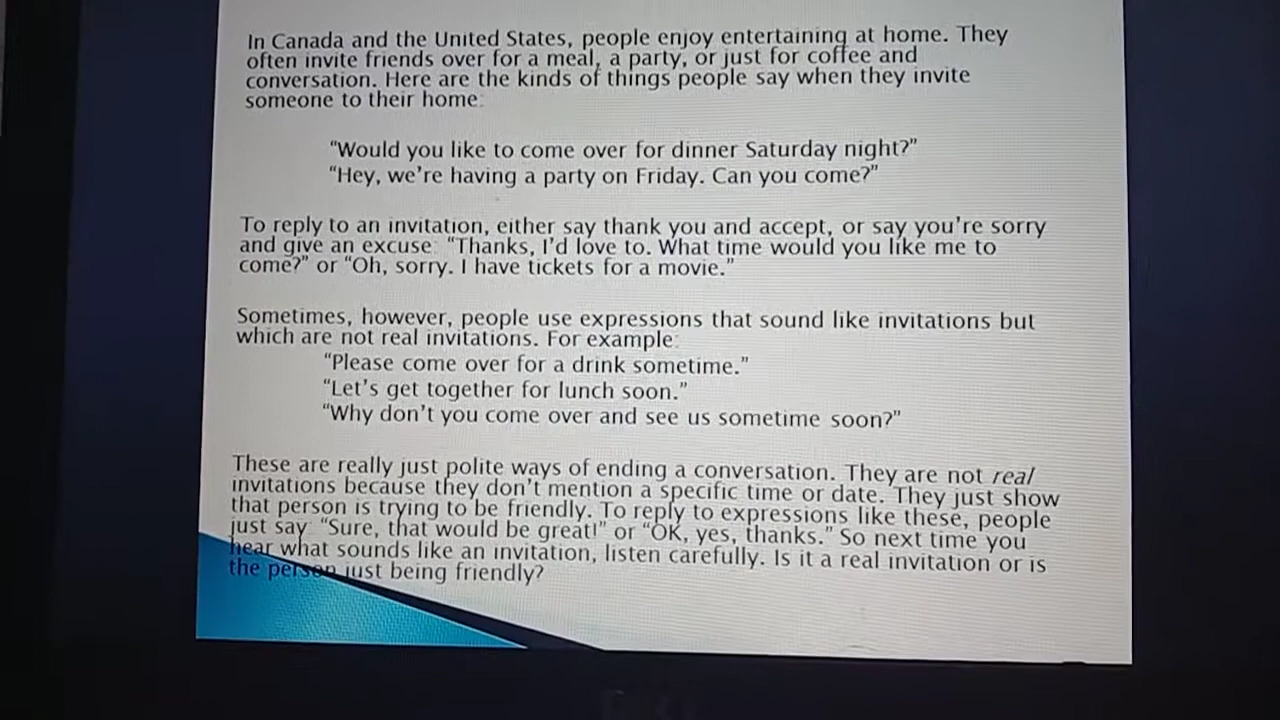 In Canada and the United States, people enjoy entertaining at home. They
often invite friends over for a meal, a party, or just for coffee and
conversation. Here are the kinds of things people say when they invite
someone to their home:
"Would you like to come over for dinner Saturday night?"
"Hey, we're having a party on Friday. Can you come?"
To reply to an invitation, either say thank you and accept, or say you're sorry
and give an excuse: "Thanks, I'd love to. What time would you like me to
come?" or "Oh, sorry. I have tickets for a movie."
Sometimes, however, people use expressions that sound like invitations but
which are not real invitations. For example:
"Please come over for a drink sometime."
"Let's get together for lunch soon."
"Why don't you come over and see us sometime soon?"
These are really just polite ways of ending a conversation. They are not real
invitations because they don't mention a specific time or date. They just show
that person is trying to be friendly. To reply to expressions like these, people
just say: "Sure, that would be great!" or "OK, yes, thanks." So next time you
hear what sounds like an invitation, listen carefully. Is it a real invitation or is
the person just being friendly?